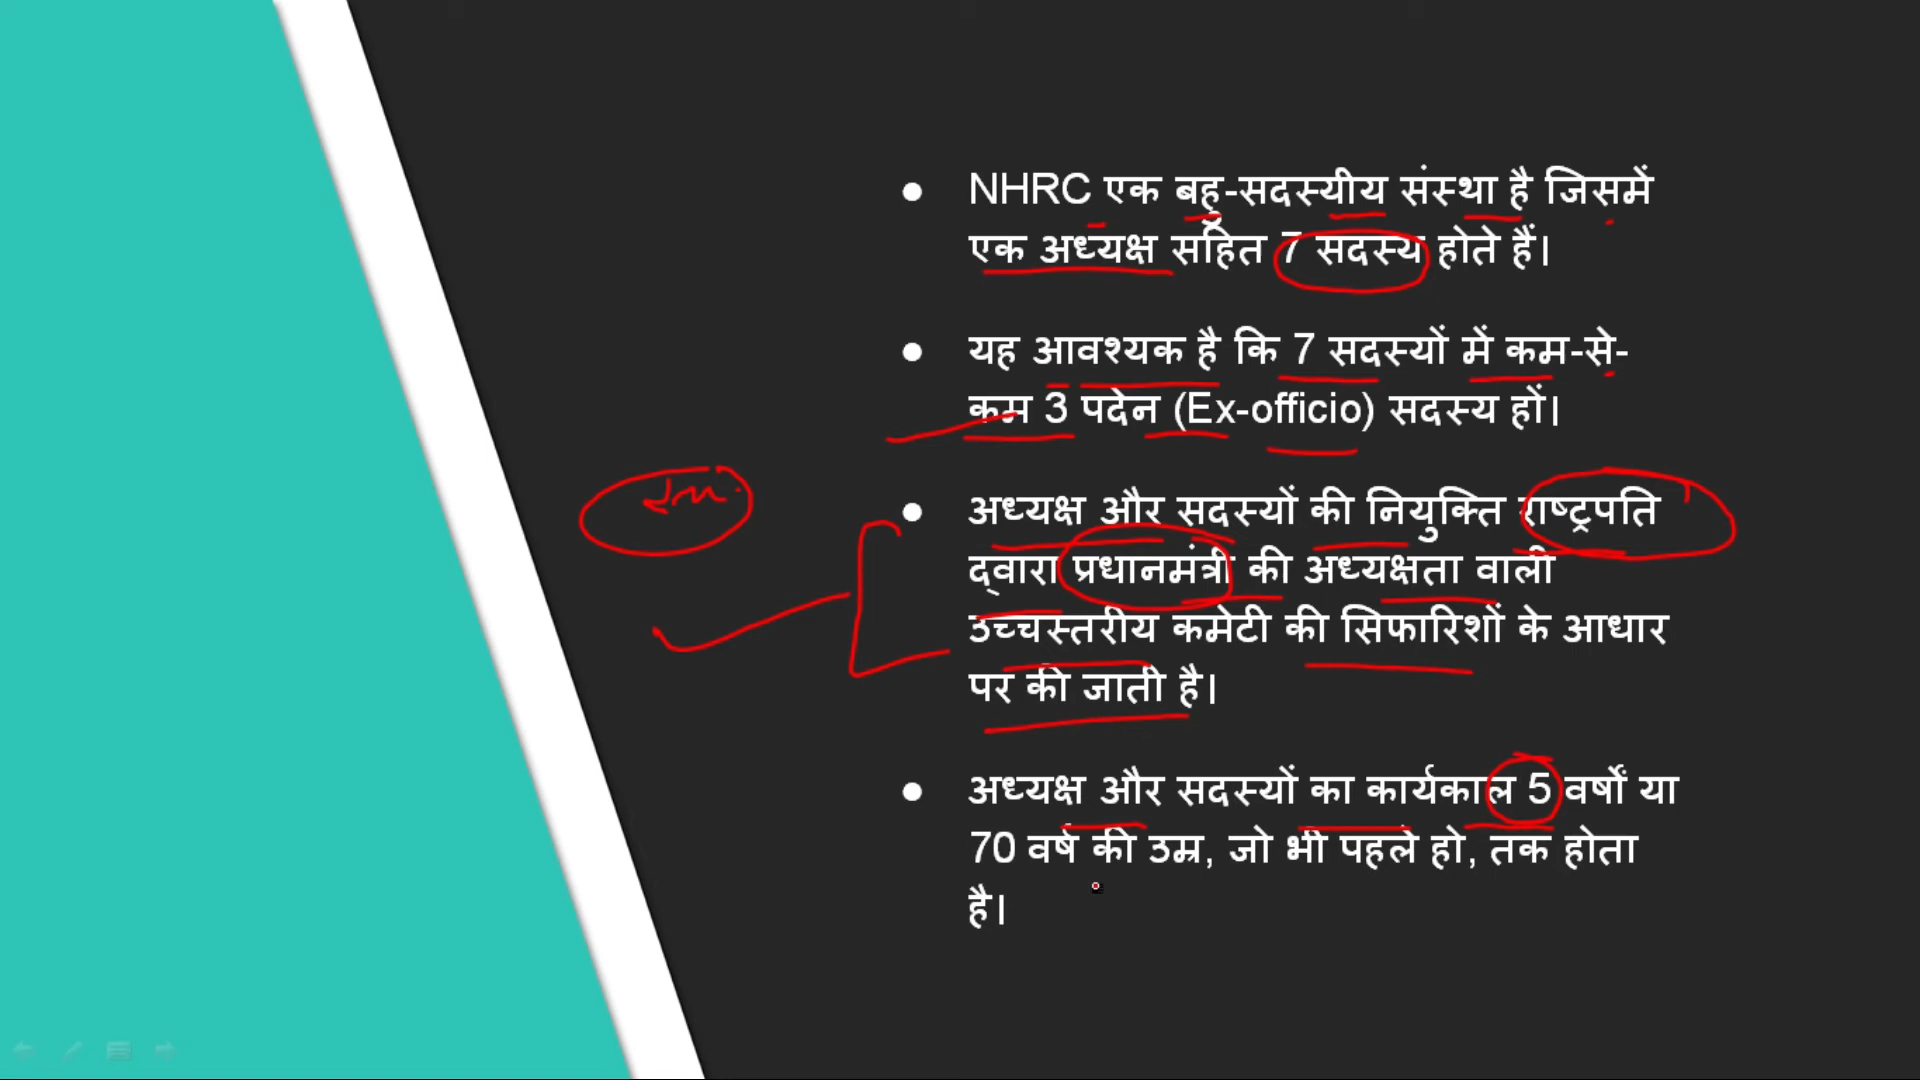 NHRC एक बहु-सदस्यीय संस्था है जिसमें
एक अध्यक्ष सहित 7 सदस्य होते हैं।
यह आवश्यक है कि 7 सदस्यों में कम-से-
कम 3 पदेन (Ex-officio) सदस्य हों।
अध्यक्ष और सदस्यों की नियुक्ति राष्ट्रपति
द्वारा प्रधानमंत्री की अध्यक्षता वाली
उच्चस्तरीय कमेटी की सिफारिशों के आधार
पर की जाती है।
अध्यक्ष और सदस्यों का कार्यकाल 5 वर्षों या
70 वर्ष की उम्र, जो भी पहले हो, तक होता
है।